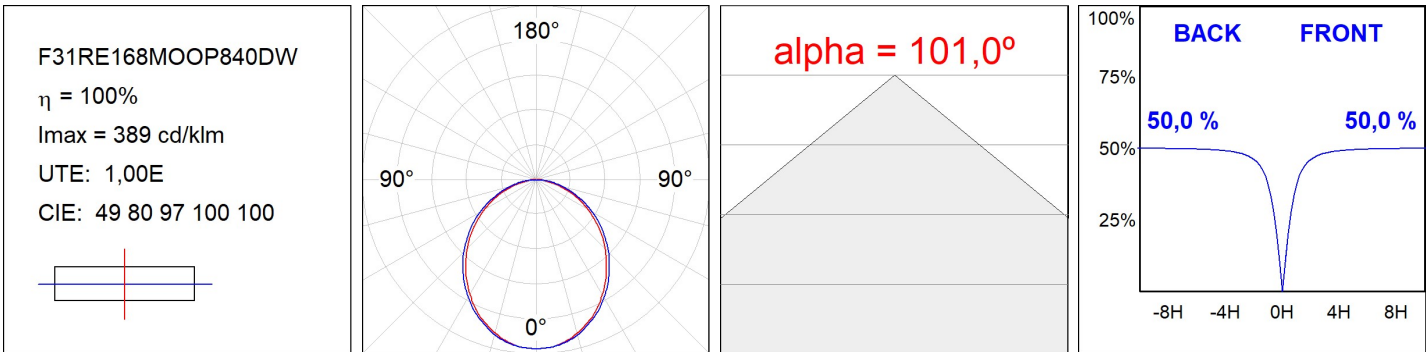 F31RE168MOOP840DW
η = 100%
Imax = 389 cd/klm
UTE: 1,00E
CIE: 49 80 97 100 100
180°
90° 90°
0°
alpha = 101,0º
100%
BACK FRONT
75%
50,0 % 50,0 %
50%
25%
-8H -4H 0H 4H 8H